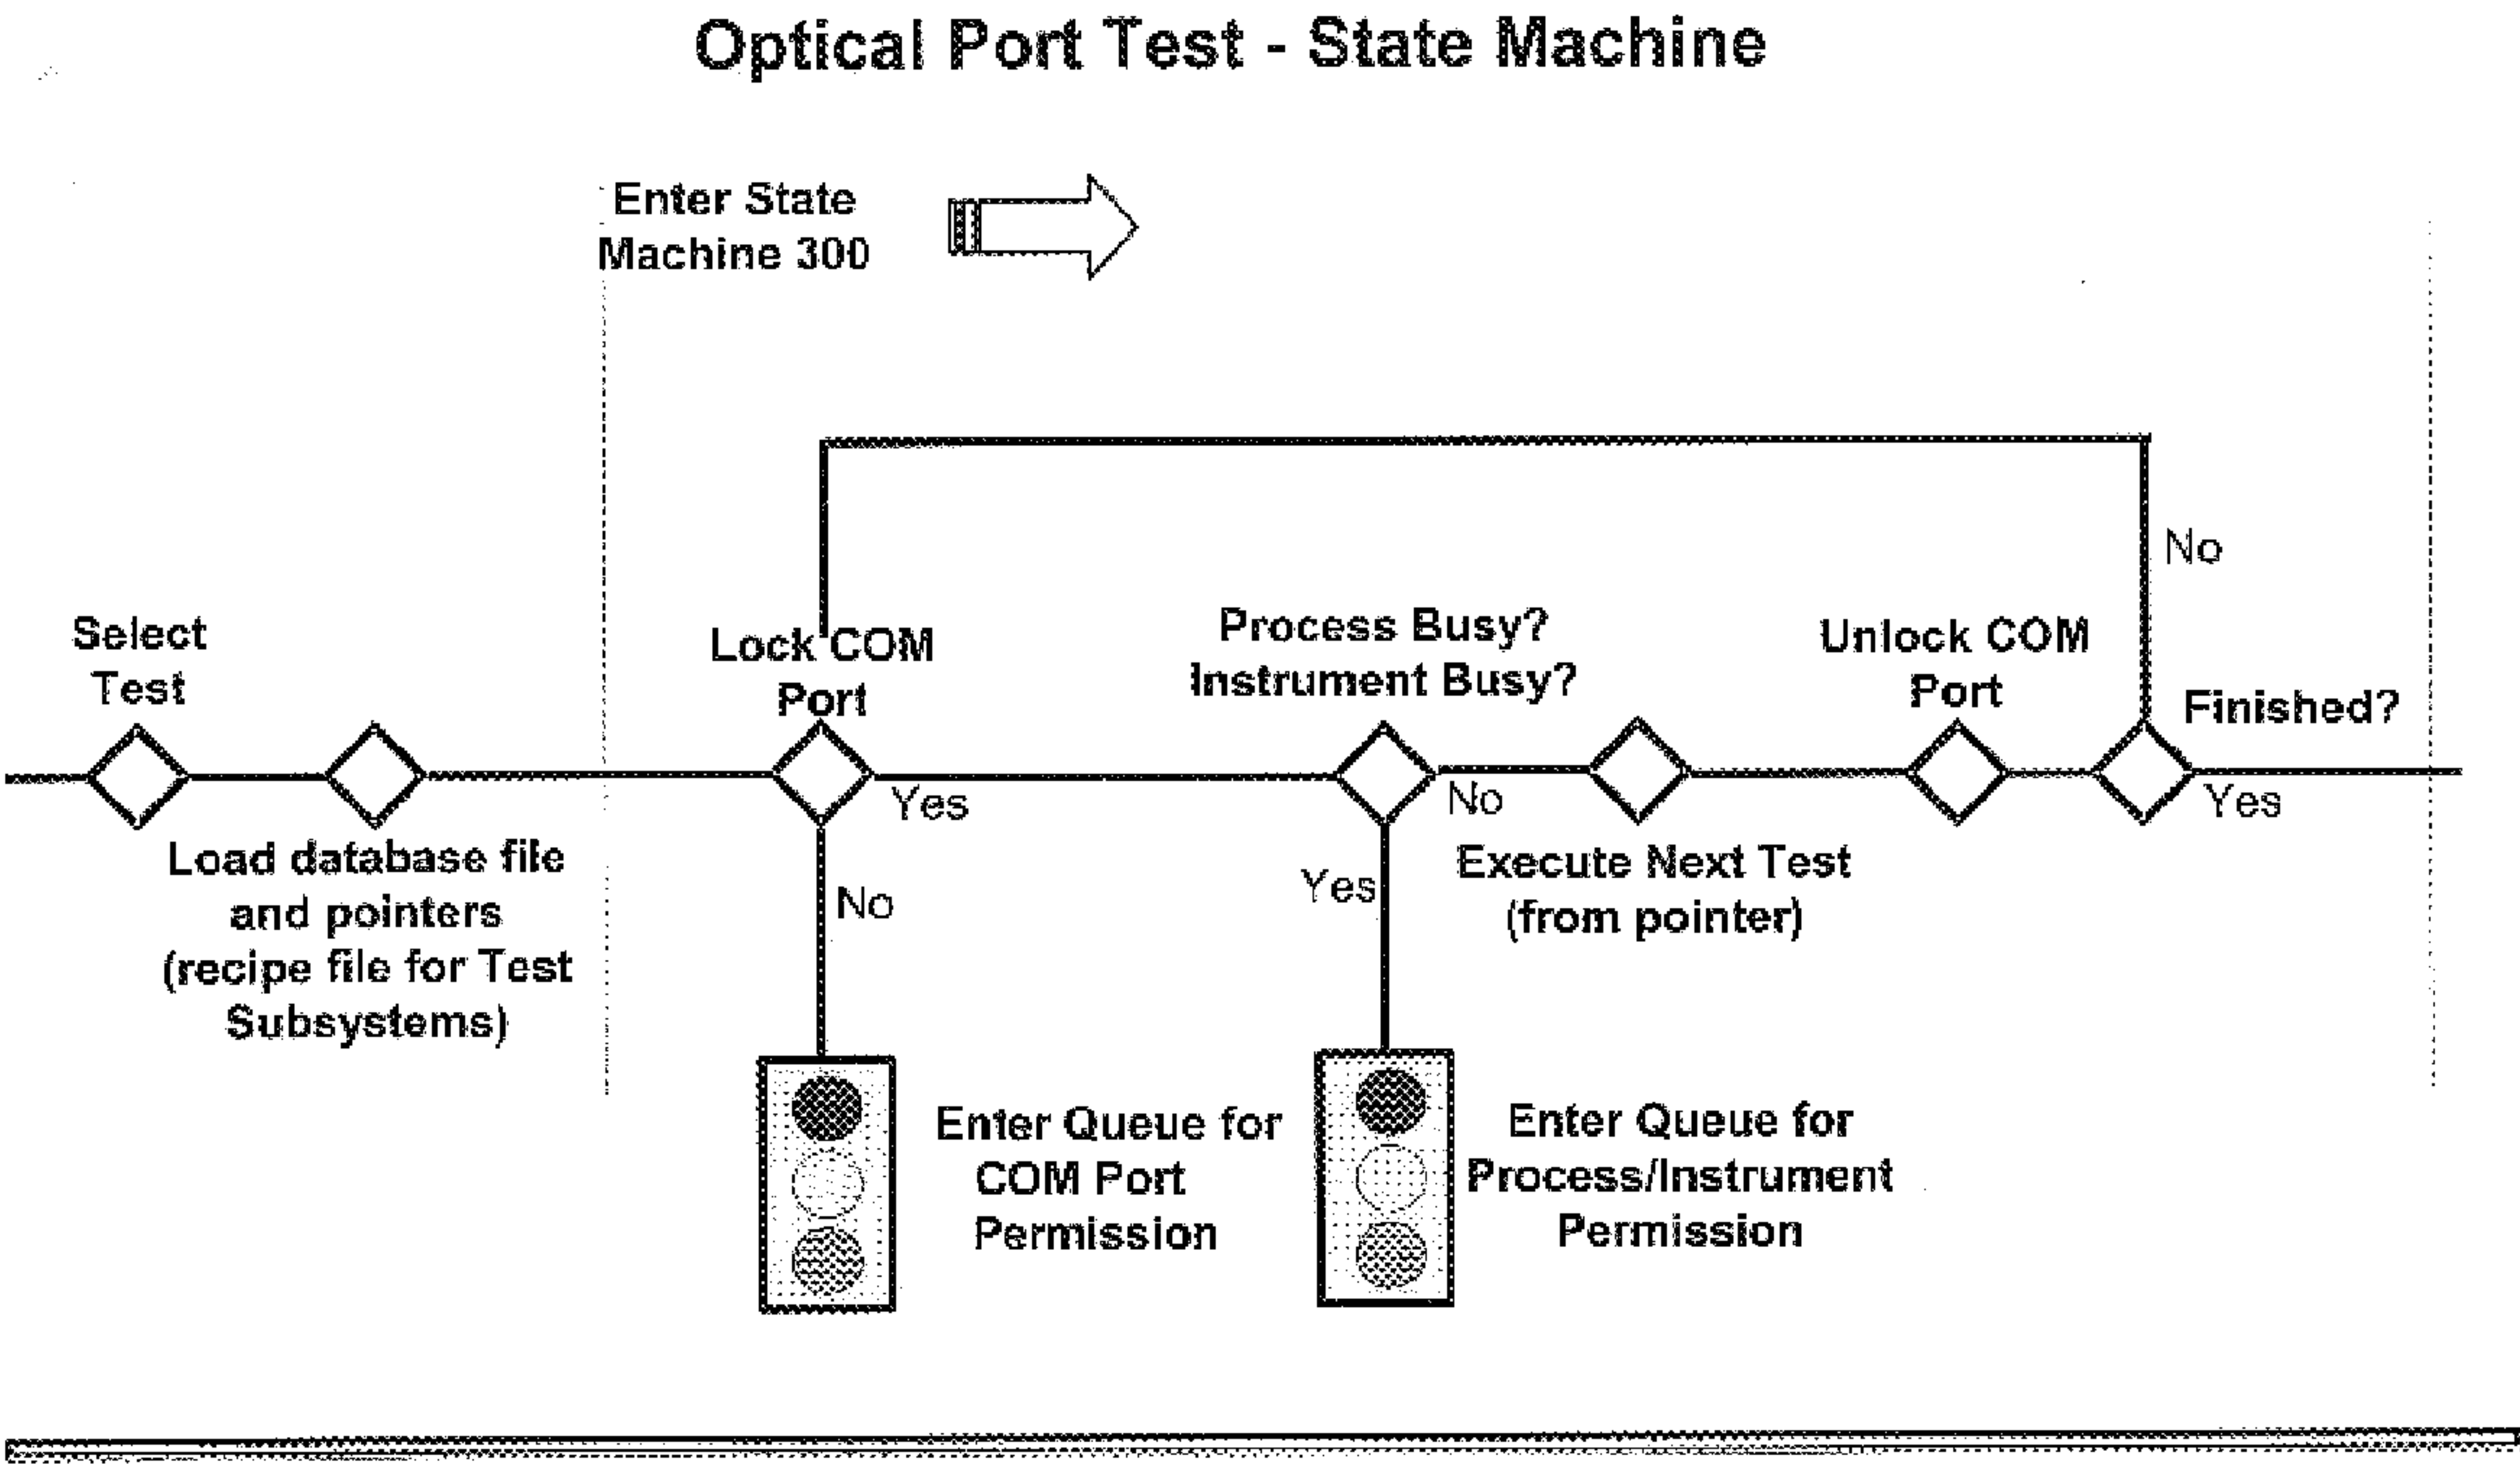 Optical Port Test - State Machine
Enter State
Machine 300
No
Select
Test
Lock COM
Port
Process Busy?
Instrument Busy?
Unlock COM
Port
Finished?
Yes
No
Yes
Load database file
and pointers
(recipe file for Test
Subsystems)
No
Yes
Execute Next Test
(from pointer)
Enter Queue for
COM Port
Permission
Enter Queue for
Process/Instrument
Permission